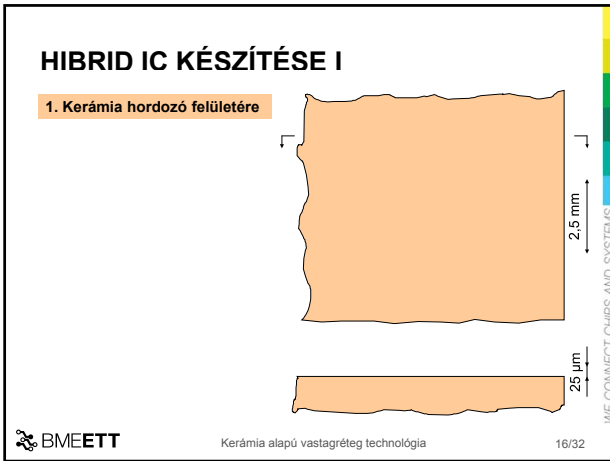 HIBRID IC KÉSZÍTÉSE I
1. Kerámia hordozó felületére
2,5 mm
25 µm
WE CONNECT CHIPS AND SYSTEMS
BMEETT
Kerámia alapú vastagréteg technológia
16/32